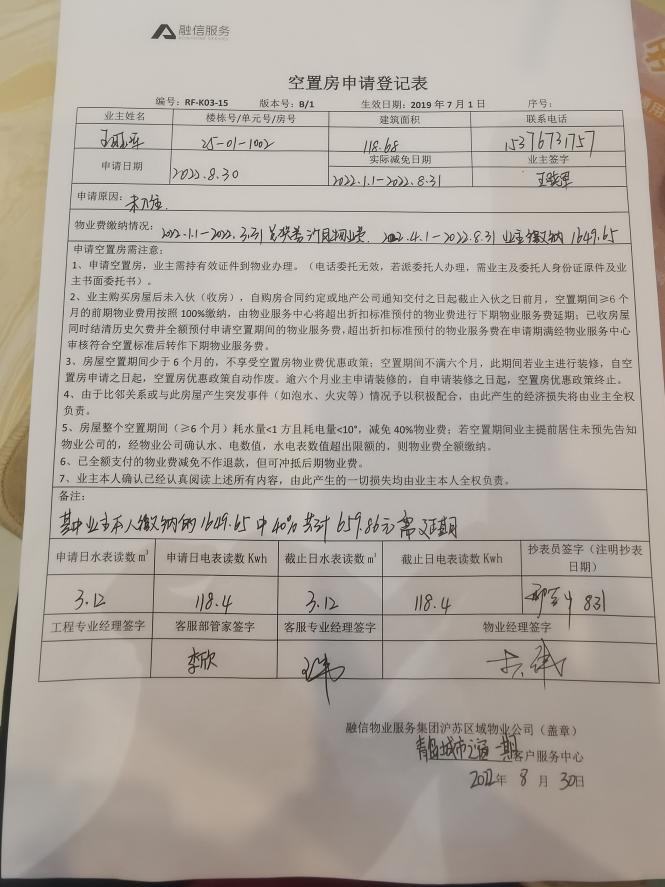 融信服务
空置房申请登记表
编号：RF-K03-15 版本号：B/1 生效日期：2019 年 7 月 1 日 序号：
业主姓名 楼栋号/单元号/房号 建筑面积 联系电话
25-01-1002 118.68 15376731757
申请日期 实际减免日期 业主签字
2022.8.30 2022.1.1-2022.8.31
申请原因：未入住.
物业费缴纳情况：2022.1.1-2022.3.31 2022.4.1-2022.8.31 业主缴纳 1649.65
申请空置房需注意：
1、申请空置房，业主需持有效证件到物业办理。（电话委托无效，若派委托人办理，需业主及委托人身份证原件及业
主书面委托书）。
2、业主购买房屋后未入伙（收房），自购房合同约定或地产公司通知交付之日起截止入伙之日前月，空置期间≥6 个
月的前期物业费用按照 100%缴纳，由物业服务中心将超出折扣标准预付的物业费进行下期物业服务费延期；已收房屋
同时结清历史欠费并全额预付申请空置期间的物业服务费，超出折扣标准预付的物业服务费在申请期满经物业服务中心
审核符合空置标准后转作下期物业服务费。
3、房屋空置期间少于 6 个月的，不享受空置房物业费优惠政策；空置期间不满六个月，此期间若业主进行装修，自空
置房申请之日起，空置房优惠政策自动作废。逾六个月业主申请装修的，自申请装修之日起，空置房优惠政策终止。
4、由于比邻关系或与此房屋产生突发事件（如泡水、火灾等）情况予以积极配合，由此产生的经济损失将由业主全权
负责。
5、房屋整个空置期间（≥6 个月）耗水量<1 方且耗电量<10°，减免 40%物业费；若空置期间业主提前居住未预先告知
物业公司的，经物业公司确认水、电数值，水电表数值超出限额的，则物业费全额缴纳。
6、已全额支付的物业费减免不作退款，但可冲抵后期物业费。
7、业主本人确认已经认真阅读上述所有内容，由此产生的一切损失均由业主本人全权负责。
备注：
其中业主本人缴纳的 1649.65 中 40% 共计 659.86元 需延期
申请日水表读数 m³ 申请日电表读数 Kwh 截止日水表读数 m³ 截止日电表读数 Kwh 抄表员签字（注明抄表
日期）
3.12 118.4 3.12 118.4 831
工程专业经理签字 客服部管家签字 客服专业经理签字 物业经理签字
李欣
融信物业服务集团沪苏区域物业公司（盖章）
青岛城市之窗一期客户服务中心
2022年 8 月 30日